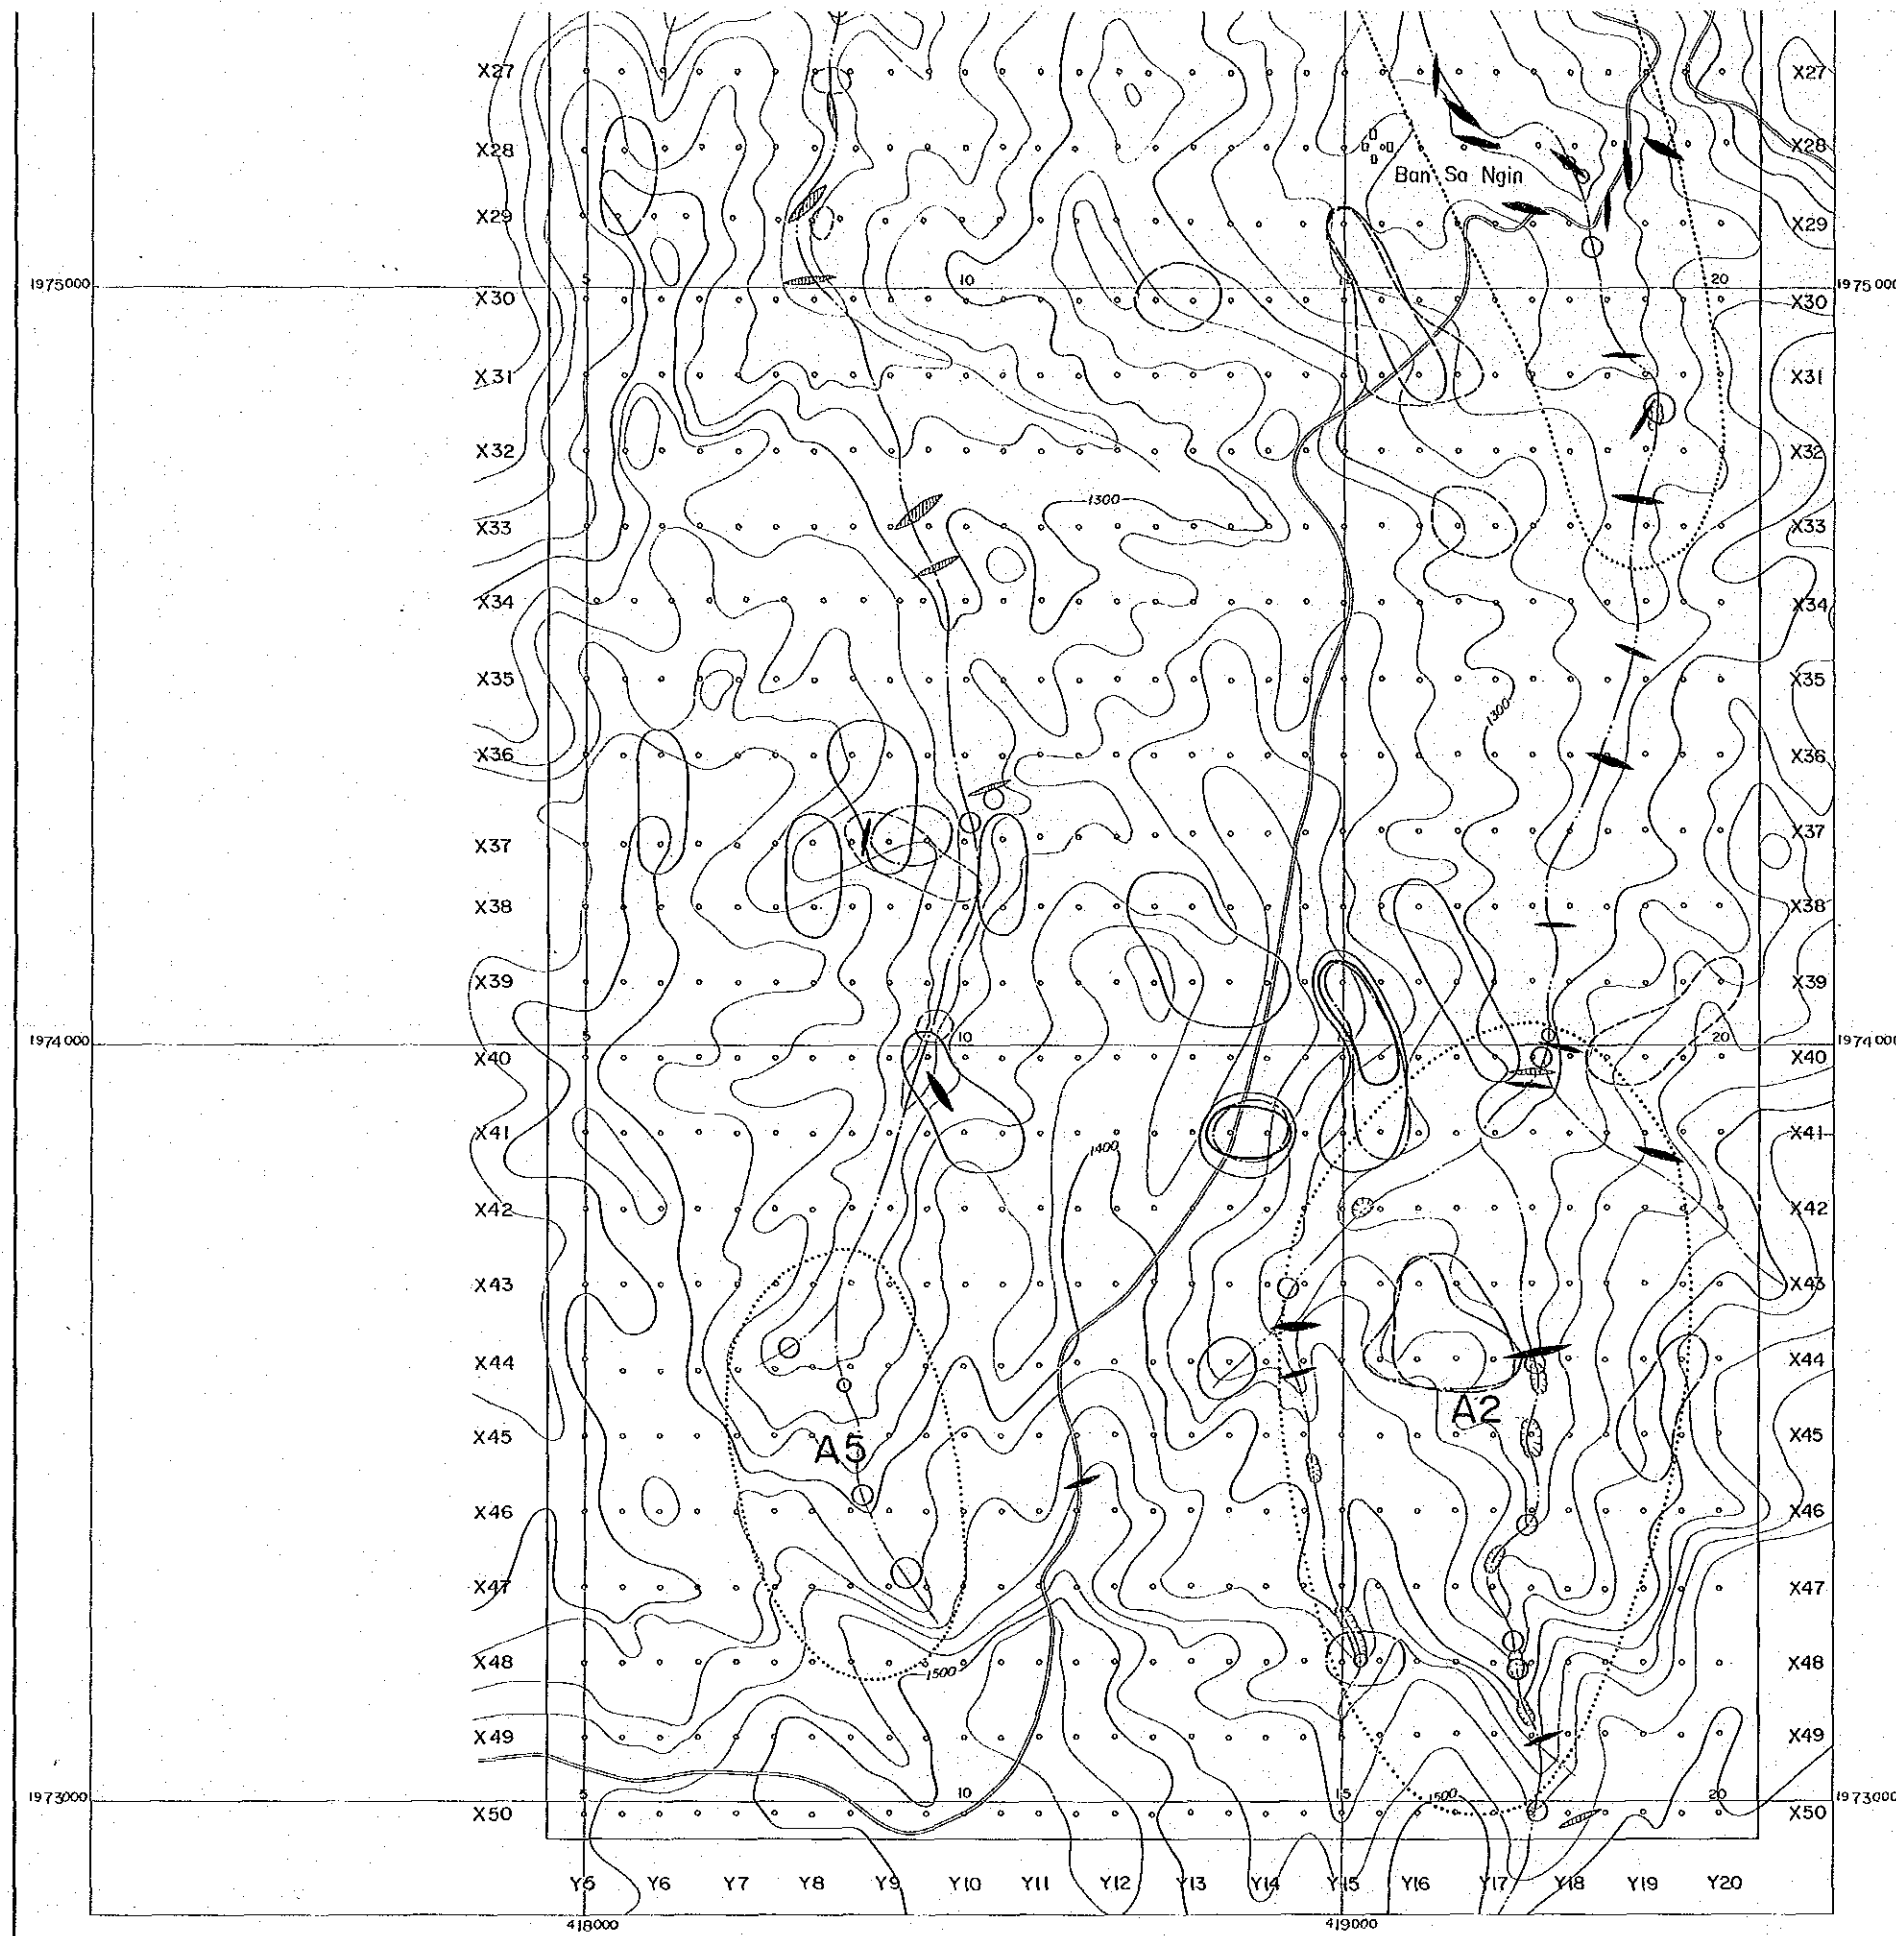 X27 X27
X28 X28
Ban Sa Ngin
X29 X29
1975000 5 10 15 20 1975000
X30 X30
X31 X31
X32 X32
1300
X33 X33
X34 X34
X35 X35
1300
X36 X36
X37 X37
X38 X38
X39 X39
1974000 5 10 20 1974000
X40 X40
X41 X41
1400
X42 X42
X43 X43
X44 X44
A2
X45 X45
A5
X46 X46
X47 X47
X48 X48
1500
X49 X49
1973000 5 10 15 1500 20 1973000
X50 X50
Y5 Y6 Y7 Y8 Y9 Y10 Y11 Y12 Y13 Y14 Y15 Y16 Y17 Y18 Y19 Y20
418000 419000